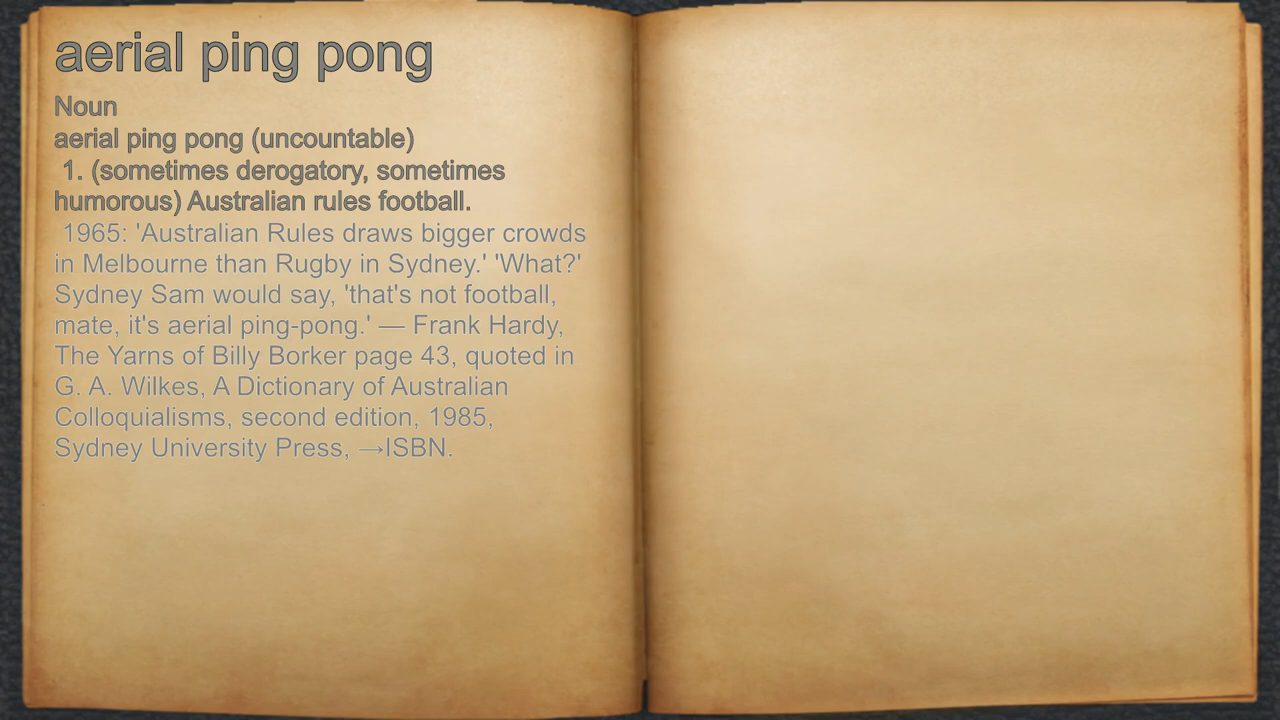 aerial ping pong
Noun
aerial ping pong (uncountable)
1. (sometimes derogatory, sometimes
humorous) Australian rules football.
1965: 'Australian Rules draws bigger crowds
in Melbourne than Rugby in Sydney.' 'What?'
Sydney Sam would say, 'that's not football,
mate, it's aerial ping-pong.' — Frank Hardy,
The Yarns of Billy Borker page 43, quoted in
G. A. Wilkes, A Dictionary of Australian
Colloquialisms, second edition, 1985,
Sydney University Press, →ISBN.